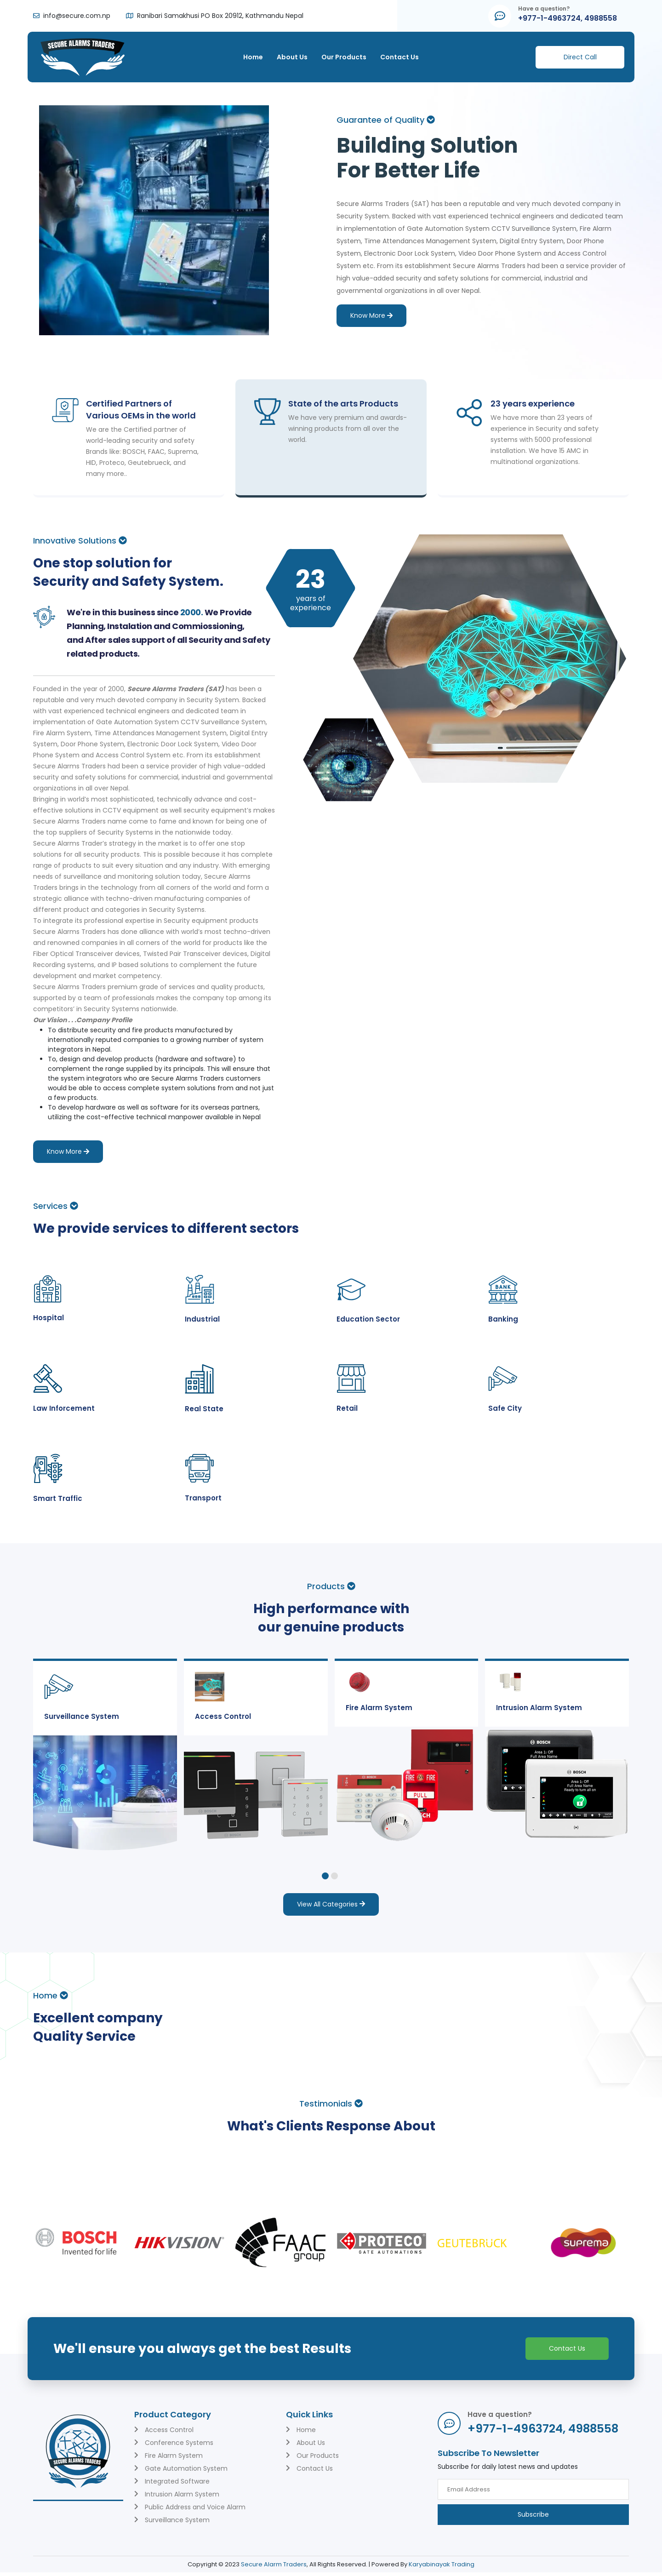 info@secure.com.np
Ranibari Samakhusi PO Box 20912, Kathmandu Nepal
Have a question?
+977-1-4963724, 4988558
SECURE ALARMS TRADERS
Home
About Us
Our Products
Contact Us
Direct Call
Guarantee of Quality
Building Solution
For Better Life
Secure Alarms Traders (SAT) has been a reputable and very much devoted company in
Security System. Backed with vast experienced technical engineers and dedicated team
in implementation of Gate Automation System CCTV Surveillance System, Fire Alarm
System, Time Attendances Management System, Digital Entry System, Door Phone
System, Electronic Door Lock System, Video Door Phone System and Access Control
System etc. From its establishment Secure Alarms Traders had been a service provider of
high value-added security and safety solutions for commercial, industrial and
governmental organizations in all over Nepal.
Know More
Certified Partners of
Various OEMs in the world
We are the Certified partner of
world-leading security and safety
Brands like: BOSCH, FAAC, Suprema,
HID, Proteco, Geutebrueck, and
many more..
State of the arts Products
We have very premium and awards-
winning products from all over the
world.
23 years experience
We have more than 23 years of
experience in Security and safety
systems with 5000 professional
installation. We have 15 AMC in
multinational organizations.
Innovative Solutions
One stop solution for
Security and Safety System.
We're in this business since 2000. We Provide
Planning, Instalation and Commiossioning,
and After sales support of all Security and Safety
related products.
23
years of
experience
Founded in the year of 2000, Secure Alarms Traders (SAT) has been a
reputable and very much devoted company in Security System. Backed
with vast experienced technical engineers and dedicated team in
implementation of Gate Automation System CCTV Surveillance System,
Fire Alarm System, Time Attendances Management System, Digital Entry
System, Door Phone System, Electronic Door Lock System, Video Door
Phone System and Access Control System etc. From its establishment
Secure Alarms Traders had been a service provider of high value-added
security and safety solutions for commercial, industrial and governmental
organizations in all over Nepal.
Bringing in world's most sophisticated, technically advance and cost-
effective solutions in CCTV equipment as well security equipment's makes
Secure Alarms Traders name come to fame and known for being one of
the top suppliers of Security Systems in the nationwide today.
Secure Alarms Trader's strategy in the market is to offer one stop
solutions for all security products. This is possible because it has complete
range of products to suit every situation and any industry. With emerging
needs of surveillance and monitoring solution today, Secure Alarms
Traders brings in the technology from all corners of the world and form a
strategic alliance with techno-driven manufacturing companies of
different product and categories in Security Systems.
To integrate its professional expertise in Security equipment products
Secure Alarms Traders has done alliance with world's most techno-driven
and renowned companies in all corners of the world for products like the
Fiber Optical Transceiver devices, Twisted Pair Transceiver devices, Digital
Recording systems, and IP based solutions to complement the future
development and market competency.
Secure Alarms Traders premium grade of services and quality products,
supported by a team of professionals makes the company top among its
competitors' in Security Systems nationwide.
Our Vision . . .Company Profile
To distribute security and fire products manufactured by
internationally reputed companies to a growing number of system
integrators in Nepal.
To, design and develop products (hardware and software) to
complement the range supplied by its principals. This will ensure that
the system integrators who are Secure Alarms Traders customers
would be able to access complete system solutions from and not just
a few products.
To develop hardware as well as software for its overseas partners,
utilizing the cost-effective technical manpower available in Nepal
Know More
Services
We provide services to different sectors
Hospital
Industrial
Education Sector
BANK
Banking
Law Inforcement
Real State
Retail
Safe City
Smart Traffic
Transport
Products
High performance with
our genuine products
Surveillance System
Access Control
Fire Alarm System
FIRE FIRE
PULL
Intrusion Alarm System
BOSCH
Area 1: Off
Full Area Name
BOSCH
Area 1: Off
Full Area Name
Ready to turn all on
View All Categories
Home
Excellent company
Quality Service
Testimonials
What's Clients Response About
BOSCH
Invented for life
HIKVISION
FAAC
group
PROTECO
GATE AUTOMATIONS
GEUTEBRUCK
suprema
We'll ensure you always get the best Results
Contact Us
SECURE ALARMS TRADERS
Product Category
Access Control
Conference Systems
Fire Alarm System
Gate Automation System
Integrated Software
Intrusion Alarm System
Public Address and Voice Alarm
Surveillance System
Quick Links
Home
About Us
Our Products
Contact Us
Have a question?
+977-1-4963724, 4988558
Subscribe To Newsletter
Subscribe for daily latest news and updates
Email Address
Subscribe
Copyright © 2023 Secure Alarm Traders, All Rights Reserved. | Powered By Karyabinayak Trading